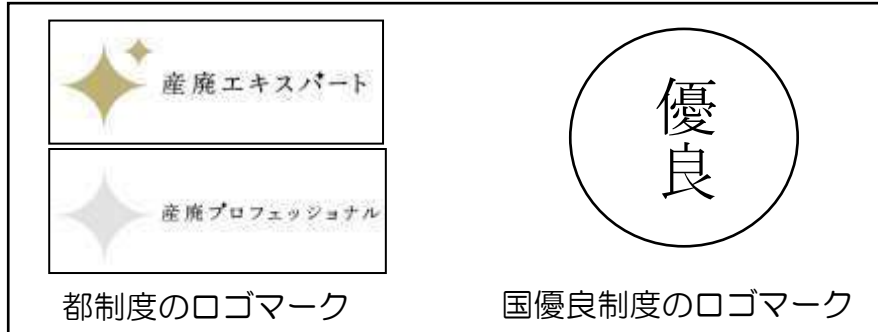 産廃エキスパート
産廃プロフェッショナル
都制度のロゴマーク
優良
国優良制度のロゴマーク